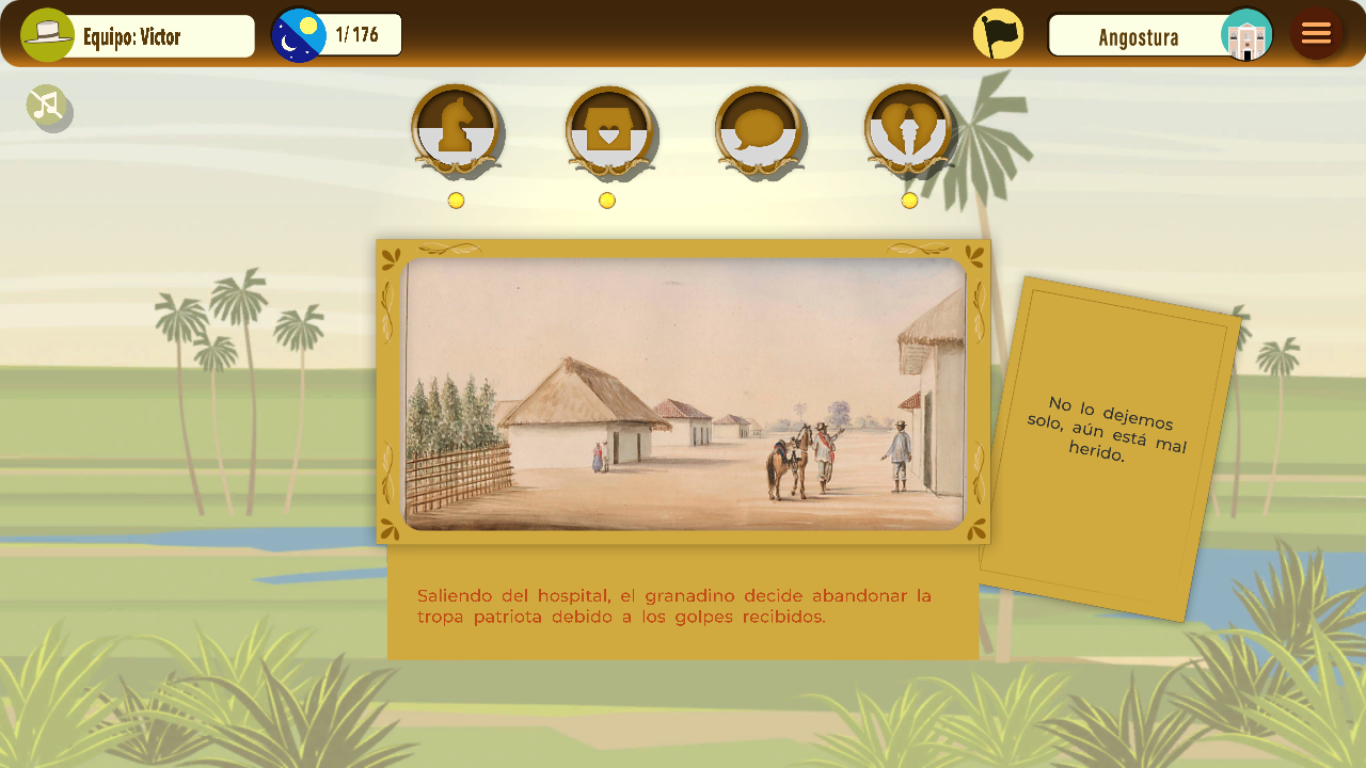 Equipo: Victor
1/176
Angostura
No lo dejemos
solo, aún está mal
herido.
Saliendo del hospital, el granadino decide abandonar la
tropa patriota debido a los golpes recibidos.